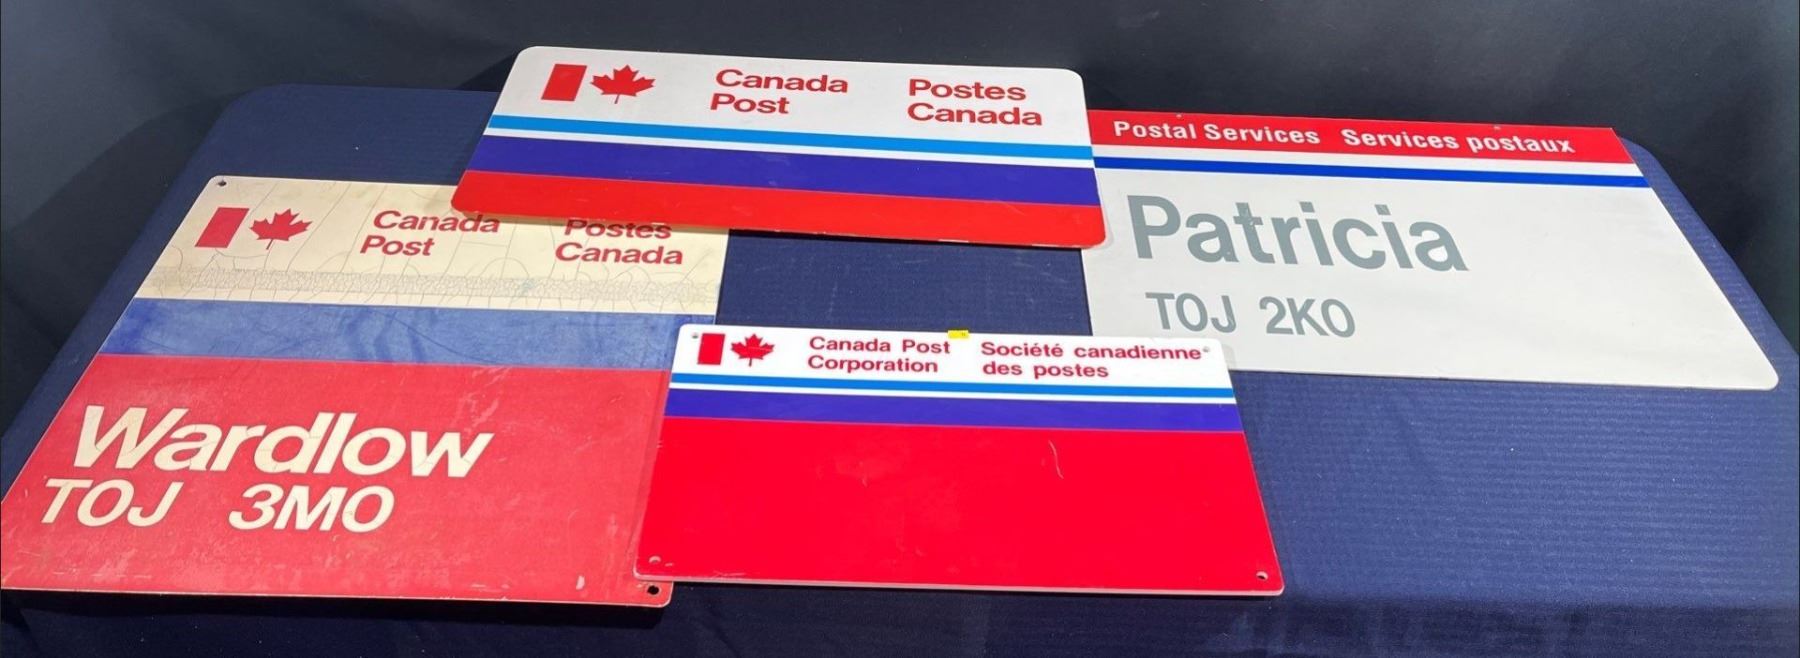 Canada Post
Postes Canada
Postal Services Services postaux
Patricia
TOJ 2KO
Canada Post
Postes Canada
Wardlow
TOJ 3MO
Canada Post Corporation
Société canadienne des postes